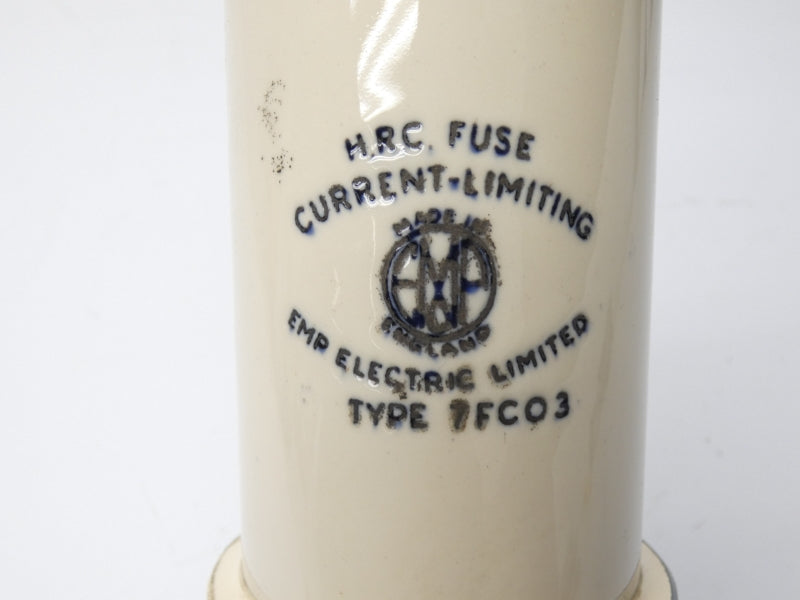 H.R.C. FUSE
CURRENT-LIMITING
MADE IN
EMP
ENGLAND
EMP ELECTRIC LIMITED
TYPE 7FCO3